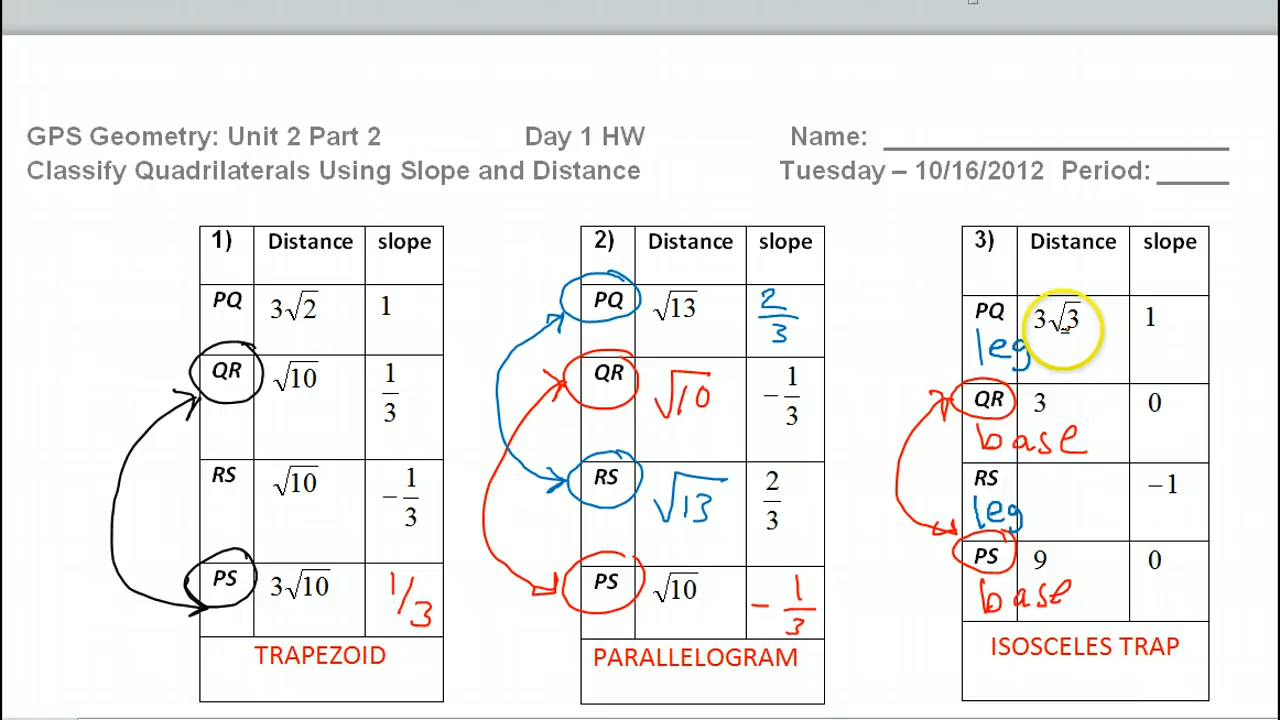 GPS Geometry: Unit 2 Part 2 Day 1 HW Name: ____________________
Classify Quadrilaterals Using Slope and Distance Tuesday – 10/16/2012 Period: _____
1) Distance slope
PQ 3√2 1
QR √10 1/3
RS √10 −1/3
PS 3√10 1/3
TRAPEZOID
2) Distance slope
PQ √13 2/3
QR √10 −1/3
RS √13 2/3
PS √10 −1/3
PARALLELOGRAM
3) Distance slope
PQ 3√3 1
leg
QR 3 0
base
RS −1
leg
PS 9 0
base
ISOSCELES TRAP